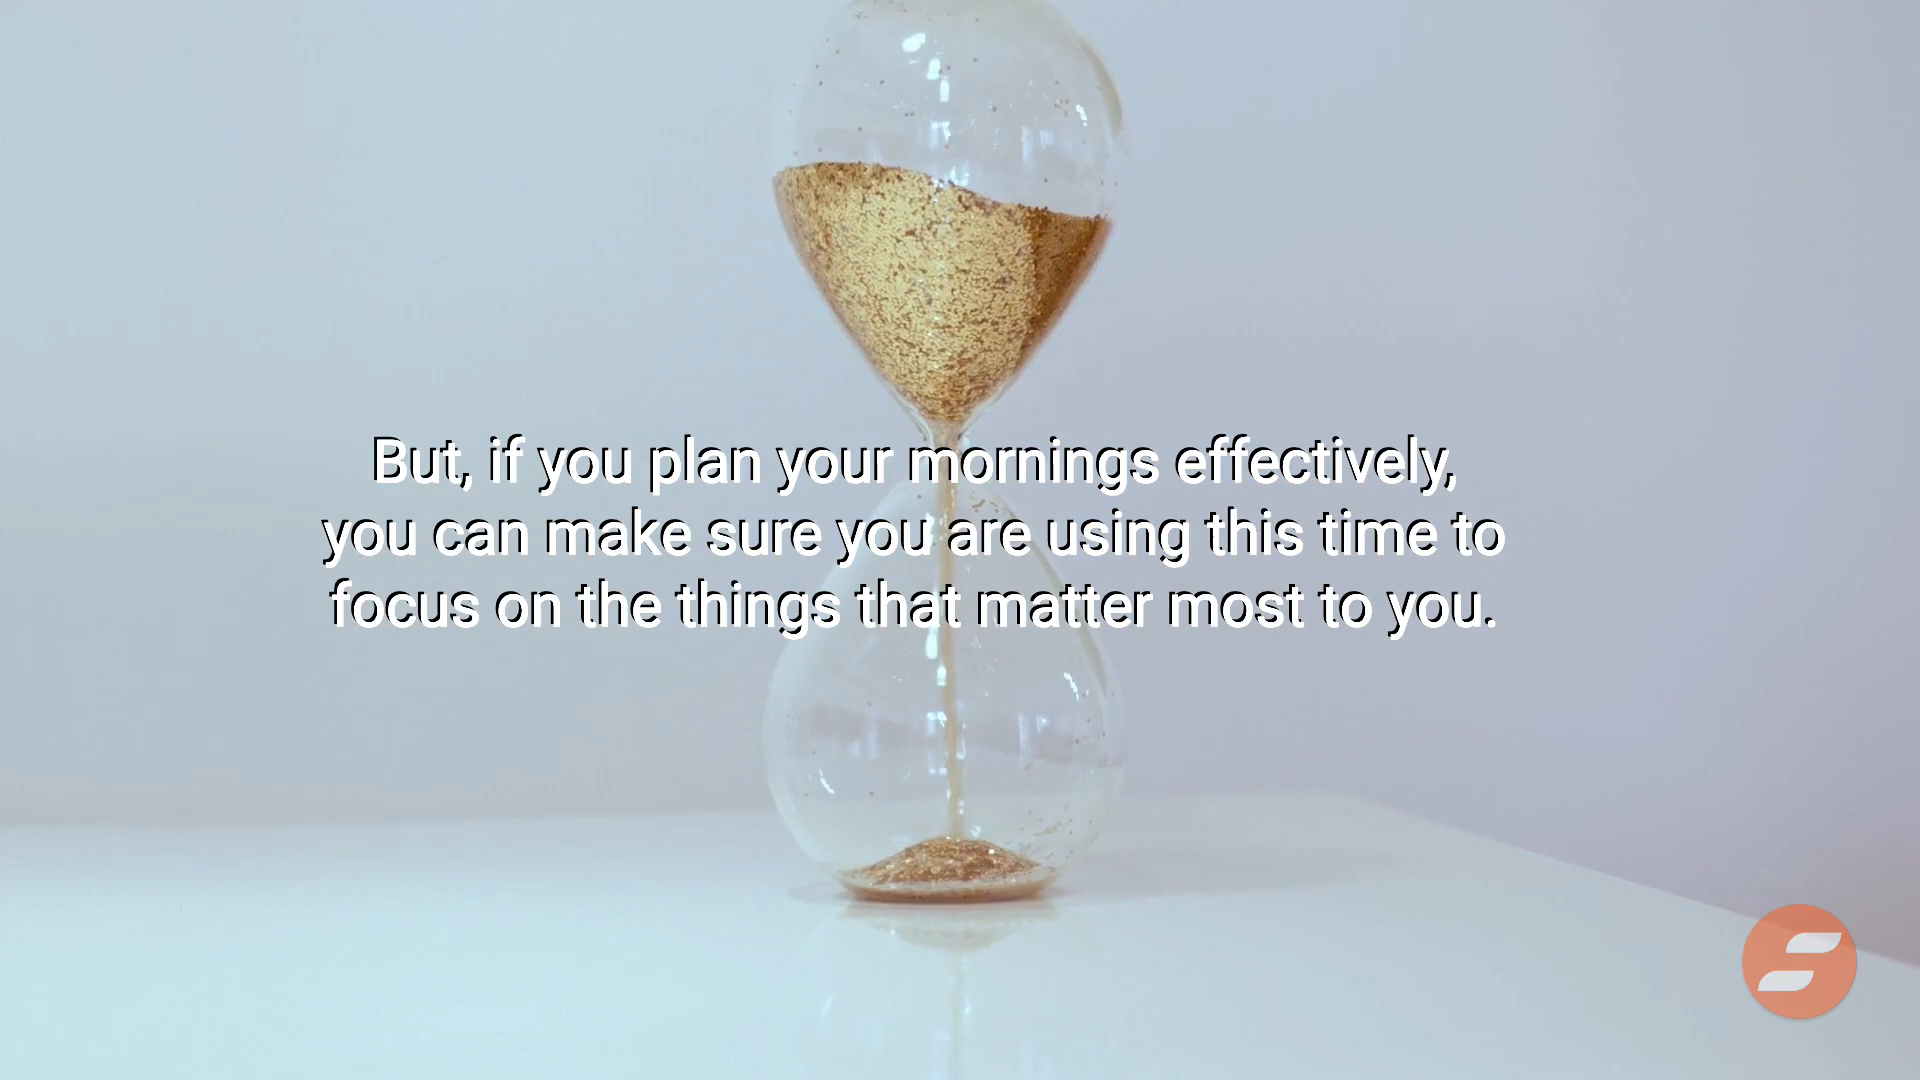 But, if you plan your mornings effectively,
you can make sure you are using this time to
focus on the things that matter most to you.